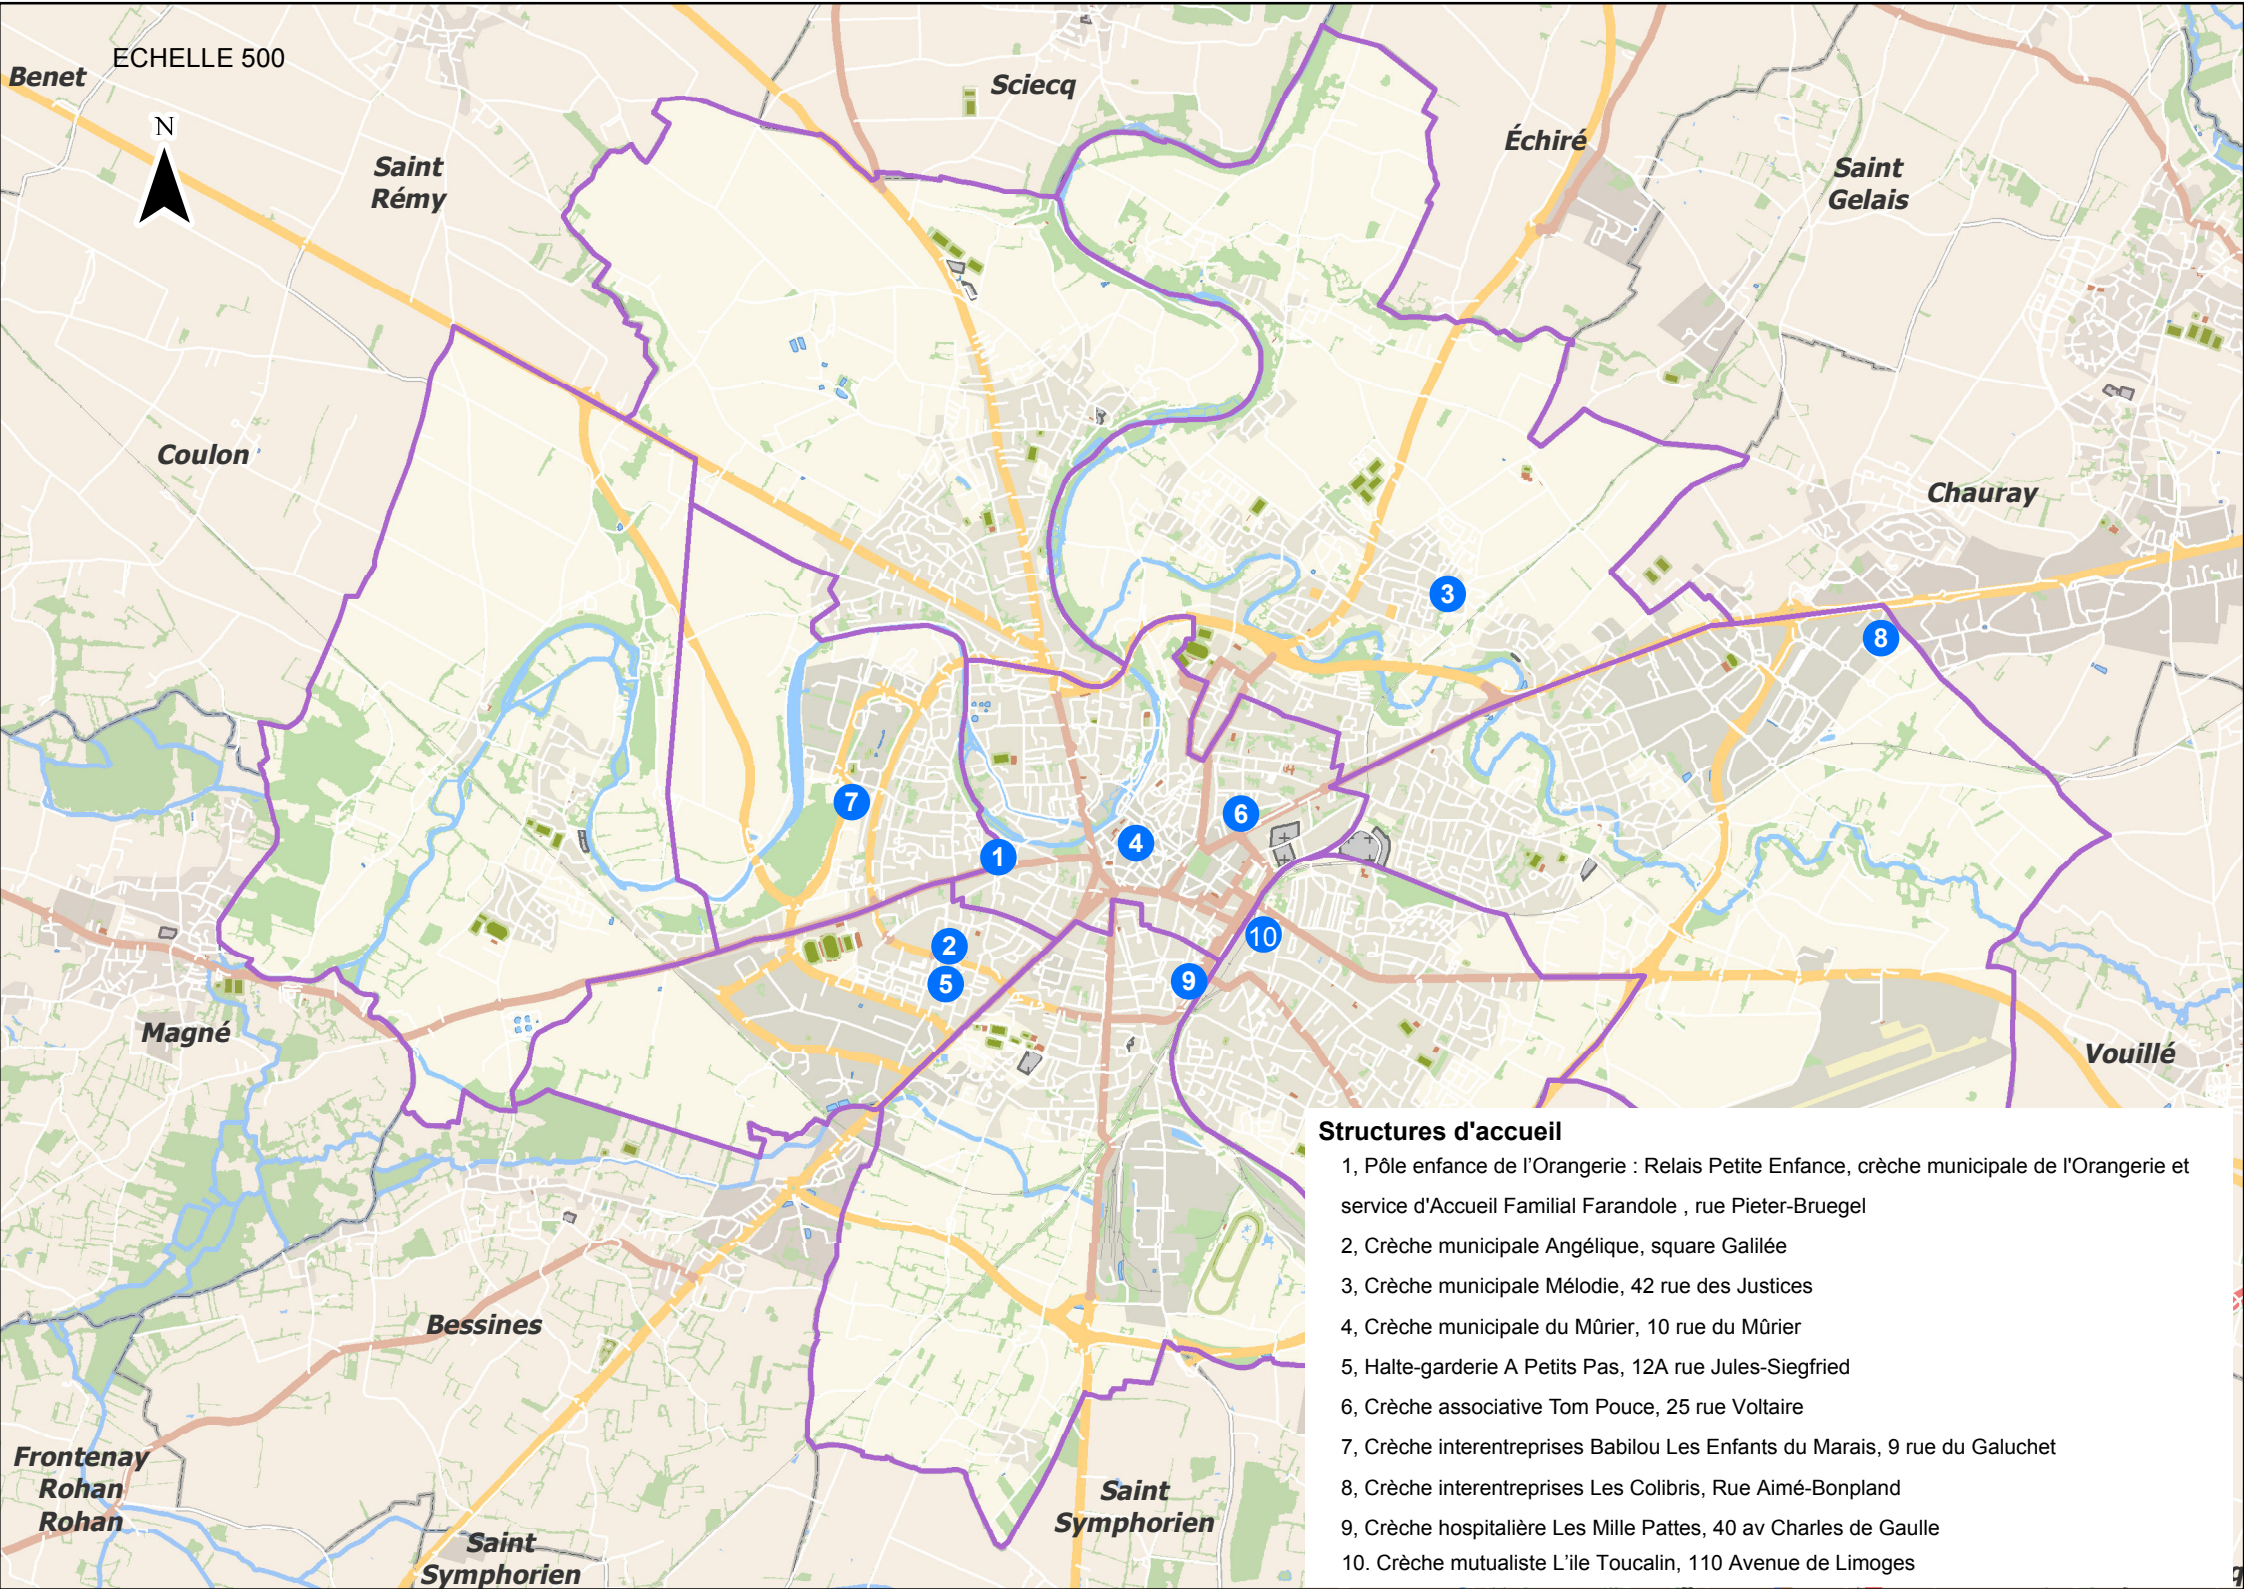 ECHELLE 500
Benet
N
Sciecq
Échiré
Saint
Rémy
Saint
Gelais
Coulon
Chauray
3
8
7
6
4
1
10
2
9
5
Magné
Vouillé
Bessines
Frontenay
Rohan
Rohan
Saint
Symphorien
Saint
Symphorien
Structures d'accueil
1, Pôle enfance de l’Orangerie : Relais Petite Enfance, crèche municipale de l'Orangerie et
service d'Accueil Familial Farandole , rue Pieter-Bruegel
2, Crèche municipale Angélique, square Galilée
3, Crèche municipale Mélodie, 42 rue des Justices
4, Crèche municipale du Mûrier, 10 rue du Mûrier
5, Halte-garderie A Petits Pas, 12A rue Jules-Siegfried
6, Crèche associative Tom Pouce, 25 rue Voltaire
7, Crèche interentreprises Babilou Les Enfants du Marais, 9 rue du Galuchet
8, Crèche interentreprises Les Colibris, Rue Aimé-Bonpland
9, Crèche hospitalière Les Mille Pattes, 40 av Charles de Gaulle
10. Crèche mutualiste L’ile Toucalin, 110 Avenue de Limoges